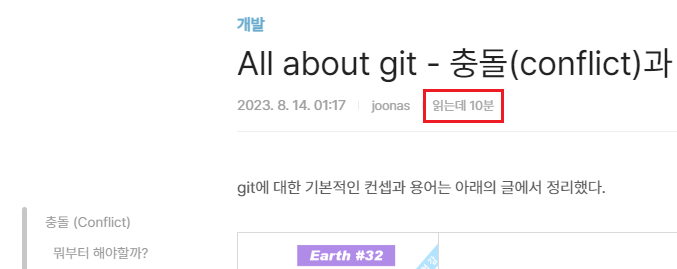 개발
All about git - 충돌(conflict)과
2023. 8. 14. 01:17 joonas 읽는데 10분
git에 대한 기본적인 컨셉과 용어는 아래의 글에서 정리했다.
충돌 (Conflict)
뭐부터 해야할까?
Earth #32